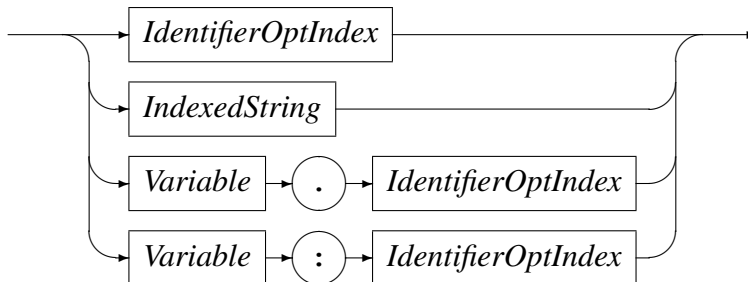 IdentifierOptIndex
IndexedString
Variable . IdentifierOptIndex
Variable : IdentifierOptIndex